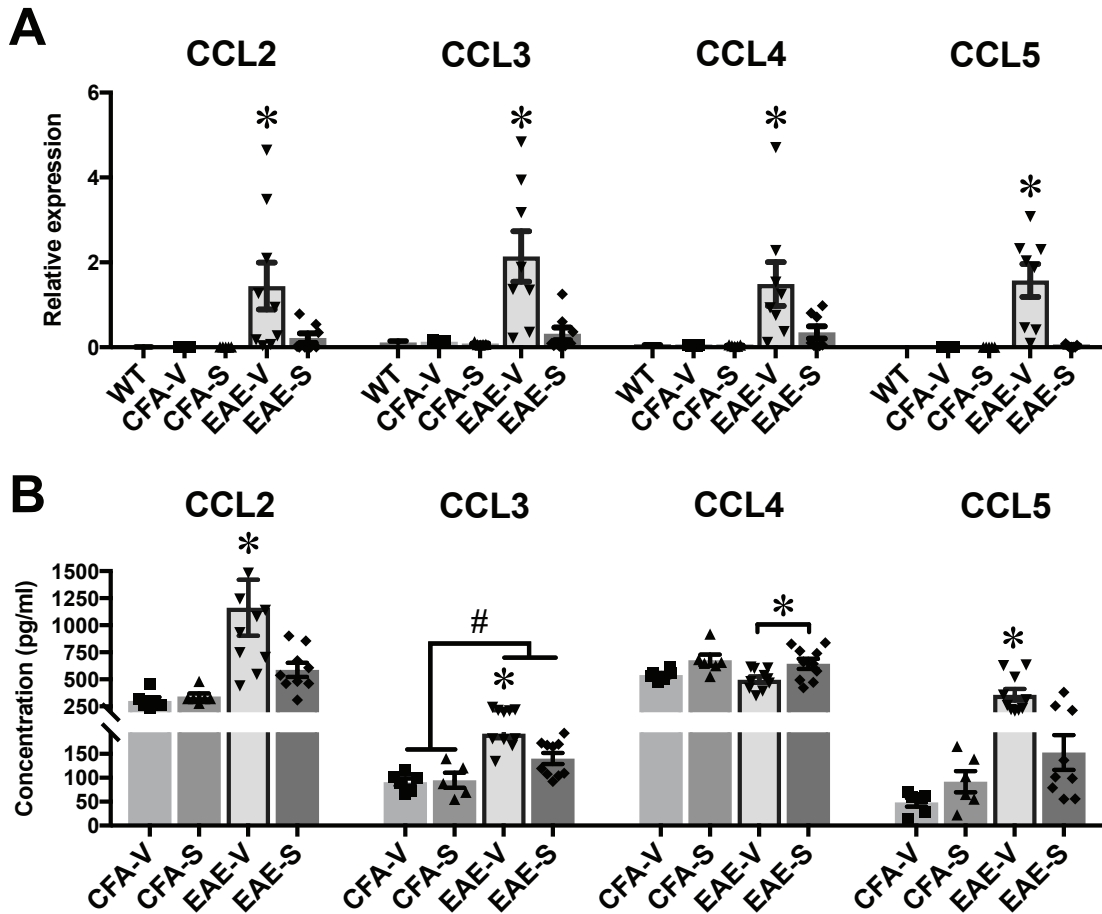 A
CCL2 CCL3 CCL4 CCL5
Relative expression
6
4
2
0
WT CFA-V CFA-S EAE-V EAE-S WT CFA-V CFA-S EAE-V EAE-S WT CFA-V CFA-S EAE-V EAE-S WT CFA-V CFA-S EAE-V EAE-S
* * * *
B
CCL2 CCL3 CCL4 CCL5
Concentration (pg/ml)
1500
1250
1000
750
500
250
150
100
50
0
* # * * *
CFA-V CFA-S EAE-V EAE-S CFA-V CFA-S EAE-V EAE-S CFA-V CFA-S EAE-V EAE-S CFA-V CFA-S EAE-V EAE-S